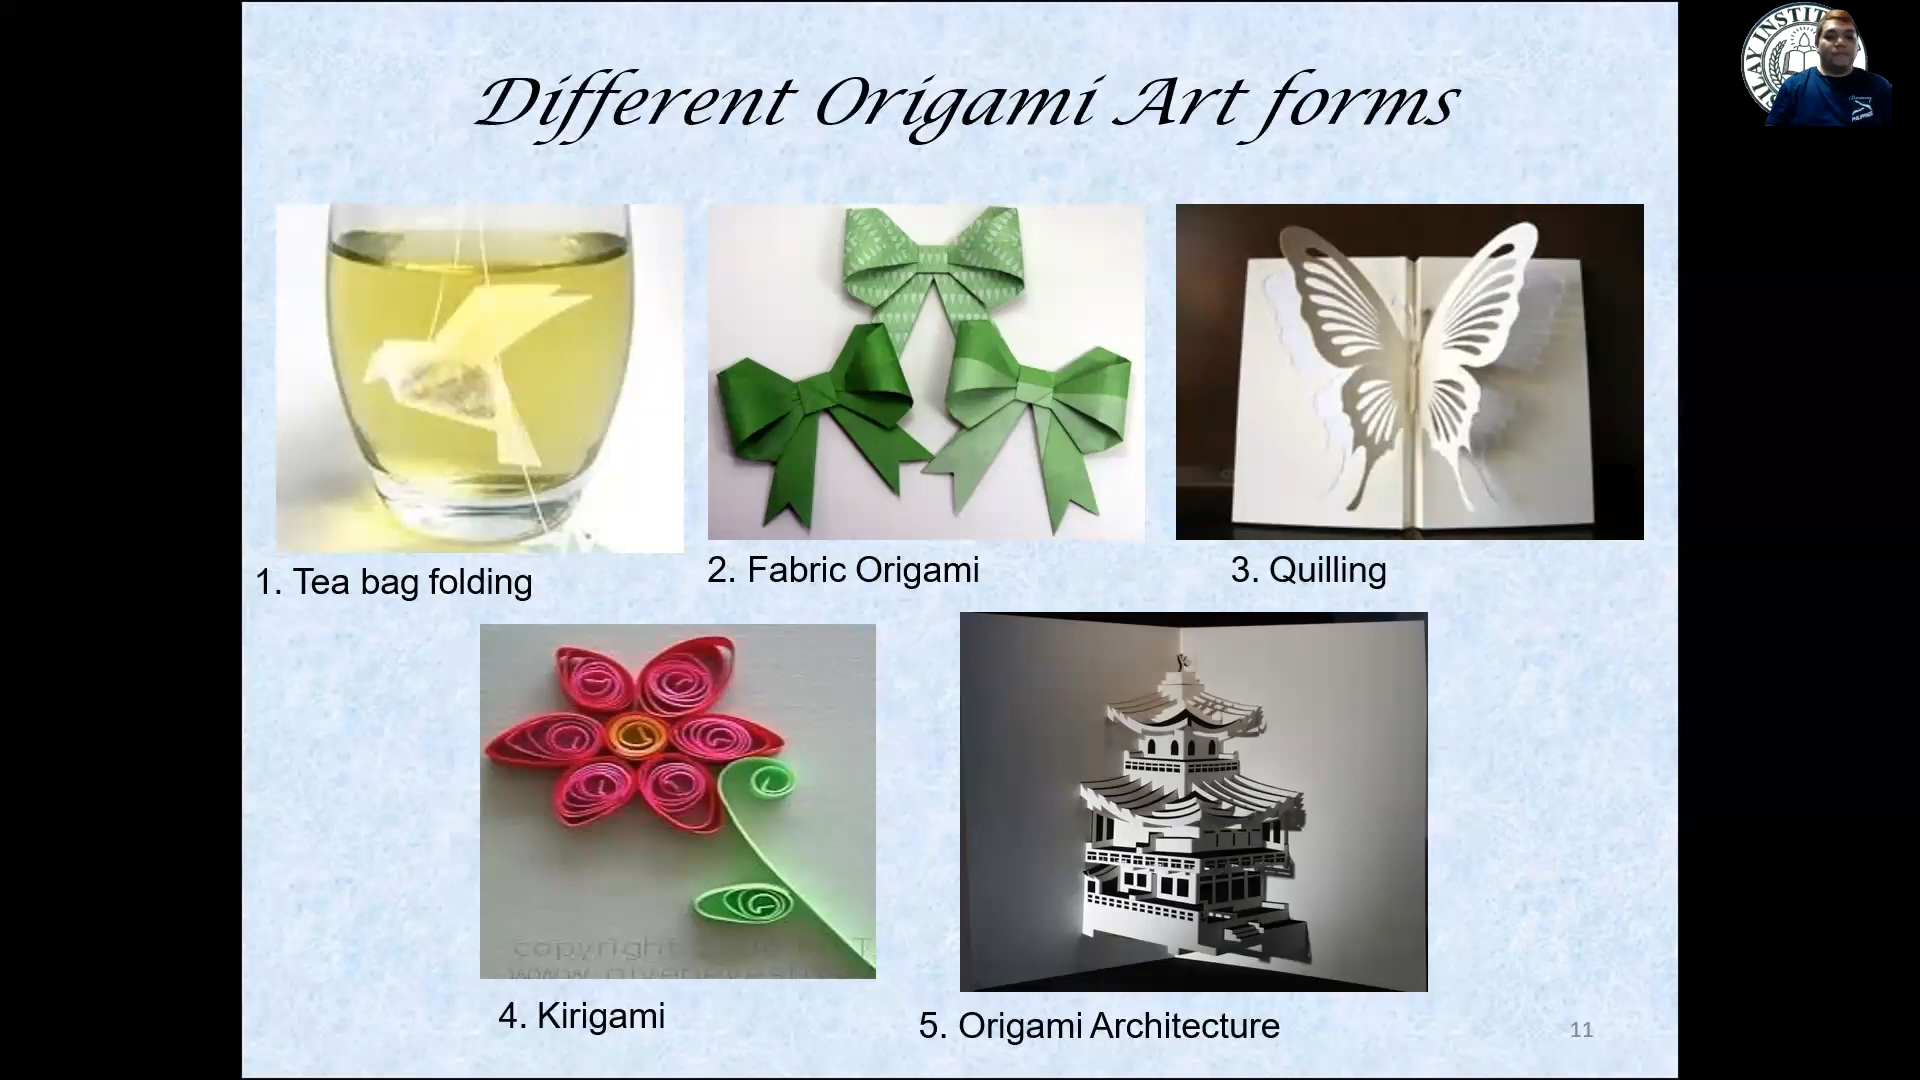 Different Origami Art forms
1. Tea bag folding
2. Fabric Origami
3. Quilling
4. Kirigami
5. Origami Architecture
11
copyright
PHILIPPINES